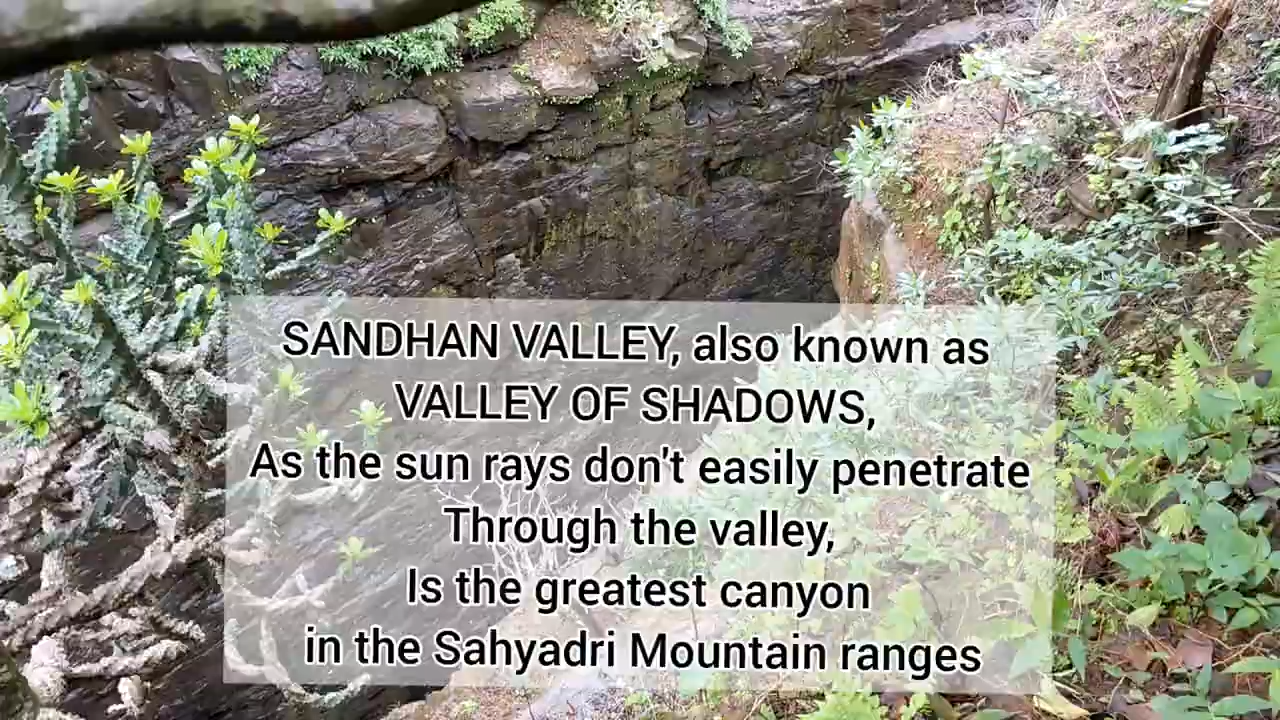 SANDHAN VALLEY, also known as
VALLEY OF SHADOWS,
As the sun rays don't easily penetrate
Through the valley,
Is the greatest canyon
in the Sahyadri Mountain ranges